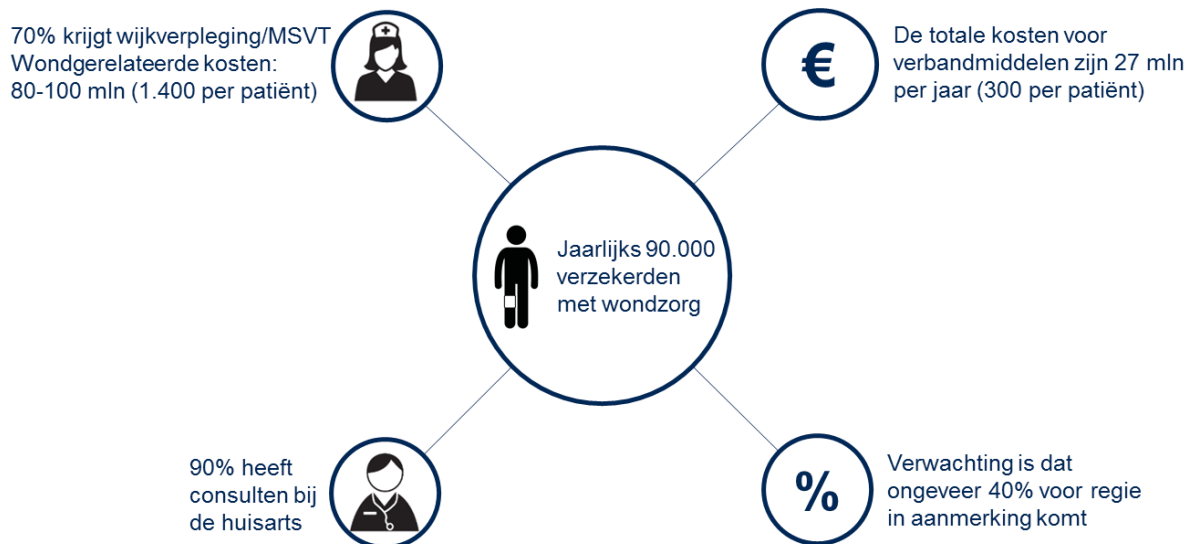 70% krijgt wijkverpleging/MSVT
Wondgerelateerde kosten:
80-100 mln (1.400 per patiënt)
€
De totale kosten voor
verbandmiddelen zijn 27 mln
per jaar (300 per patiënt)
Jaarlijks 90.000
verzekerden
met wondzorg
90% heeft
consulten bij
de huisarts
%
Verwachting is dat
ongeveer 40% voor regie
in aanmerking komt